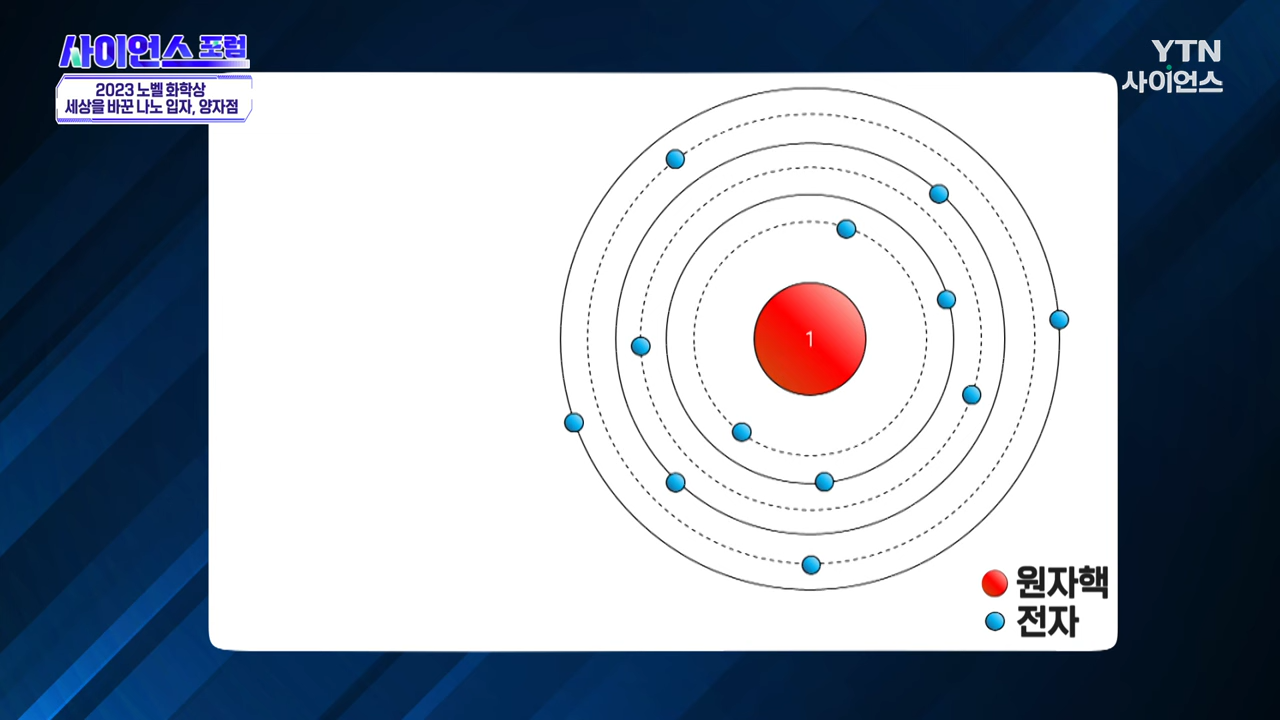 사이언스 포럼
2023 노벨 화학상
세상을 바꾼 나노 입자, 양자점
YTN
사이언스
1
원자핵
전자